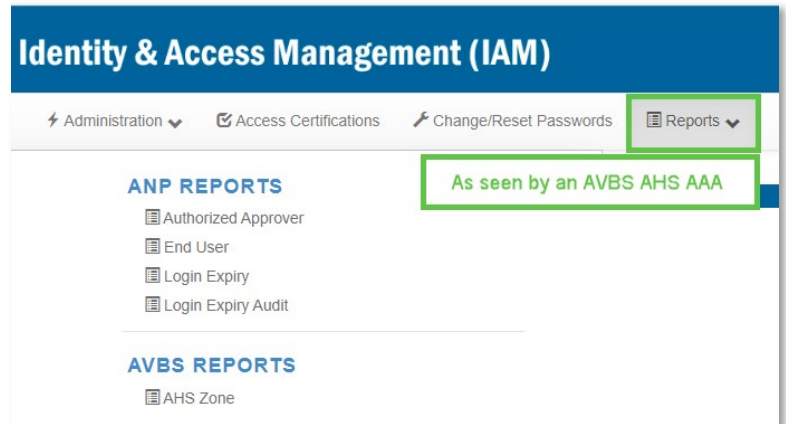 Identity & Access Management (IAM)
Administration Access Certifications Change/Reset Passwords Reports
As seen by an AVBS AHS AAA
ANP REPORTS
Authorized Approver
End User
Login Expiry
Login Expiry Audit
AVBS REPORTS
AHS Zone